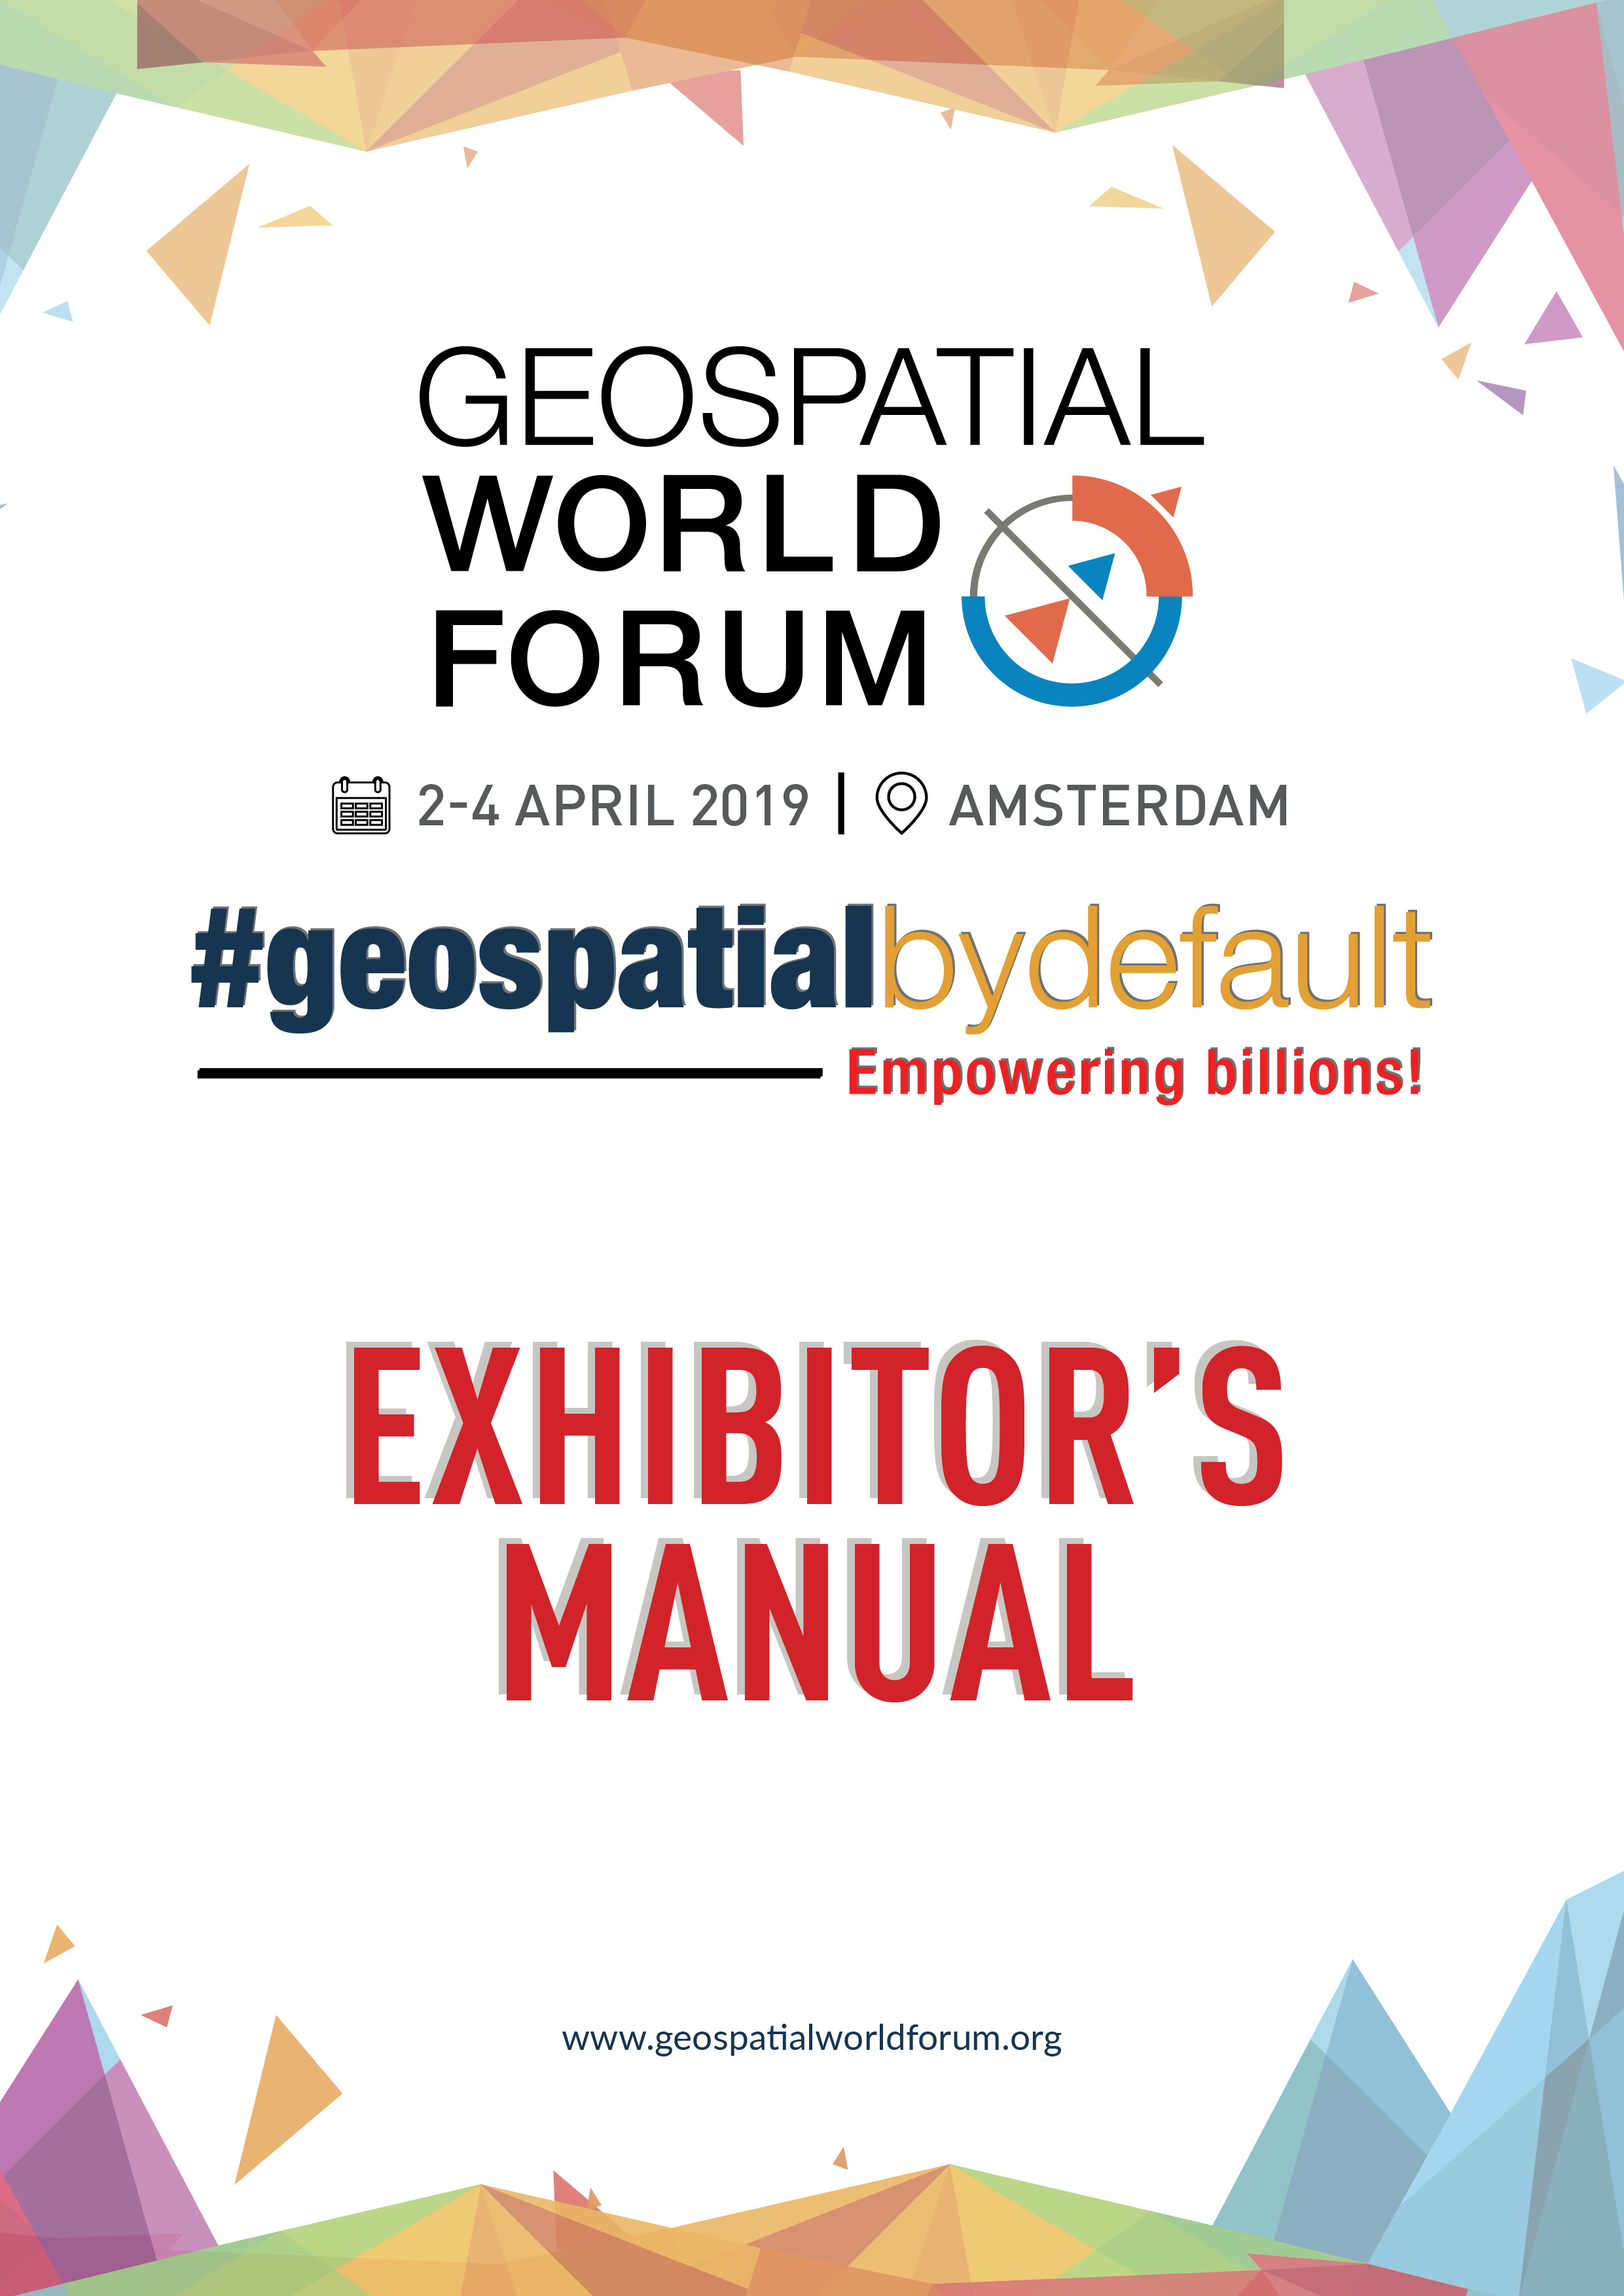 GEOSPATIAL
WORLD
FORUM
2-4 APRIL 2019 | AMSTERDAM
#geospatialbydefault
Empowering billions!
EXHIBITOR'S
MANUAL
www.geospatialworldforum.org